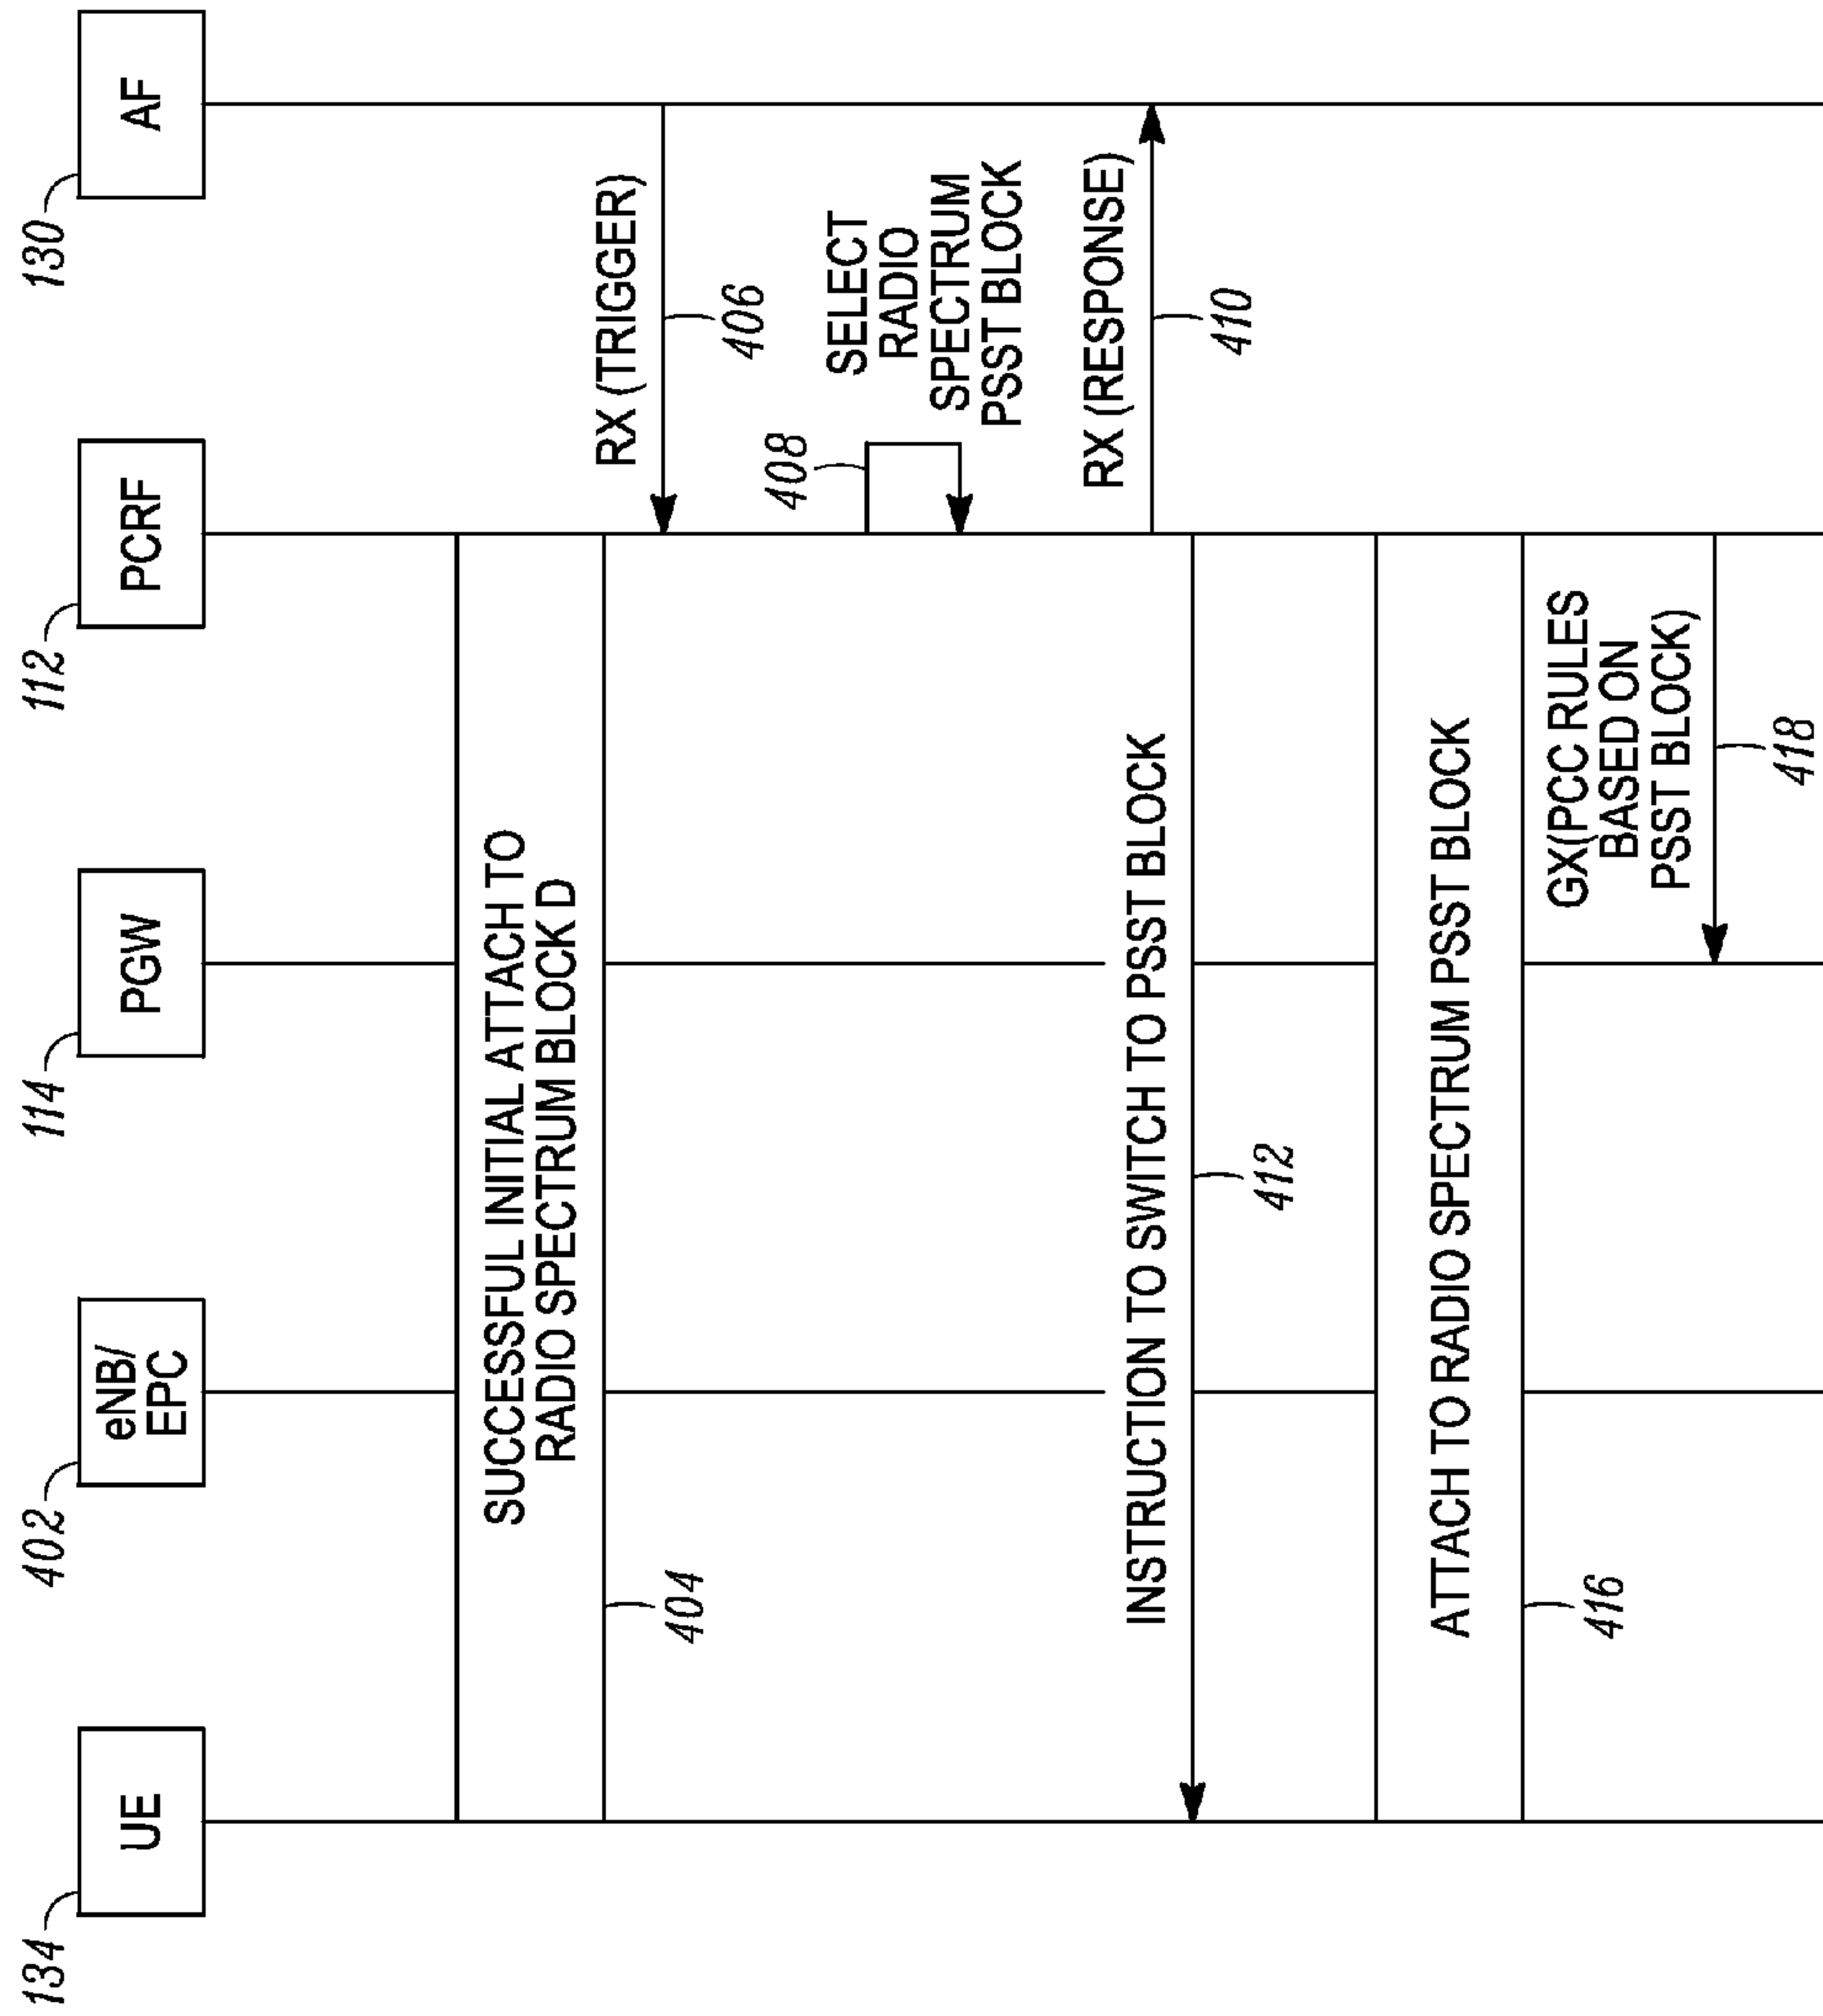 134
UE
402
eNB/
EPC
114
PGW
112
PCRF
130
AF
SUCCESSFUL INITIAL ATTACH TO
RADIO SPECTRUM BLOCK D
404
RX (TRIGGER)
406
408
SELECT
RADIO
SPECTRUM
PSST BLOCK
RX (RESPONSE)
410
INSTRUCTION TO SWITCH TO PSST BLOCK
412
ATTACH TO RADIO SPECTRUM PSST BLOCK
416
GX(PCC RULES
BASED ON
PSST BLOCK)
418